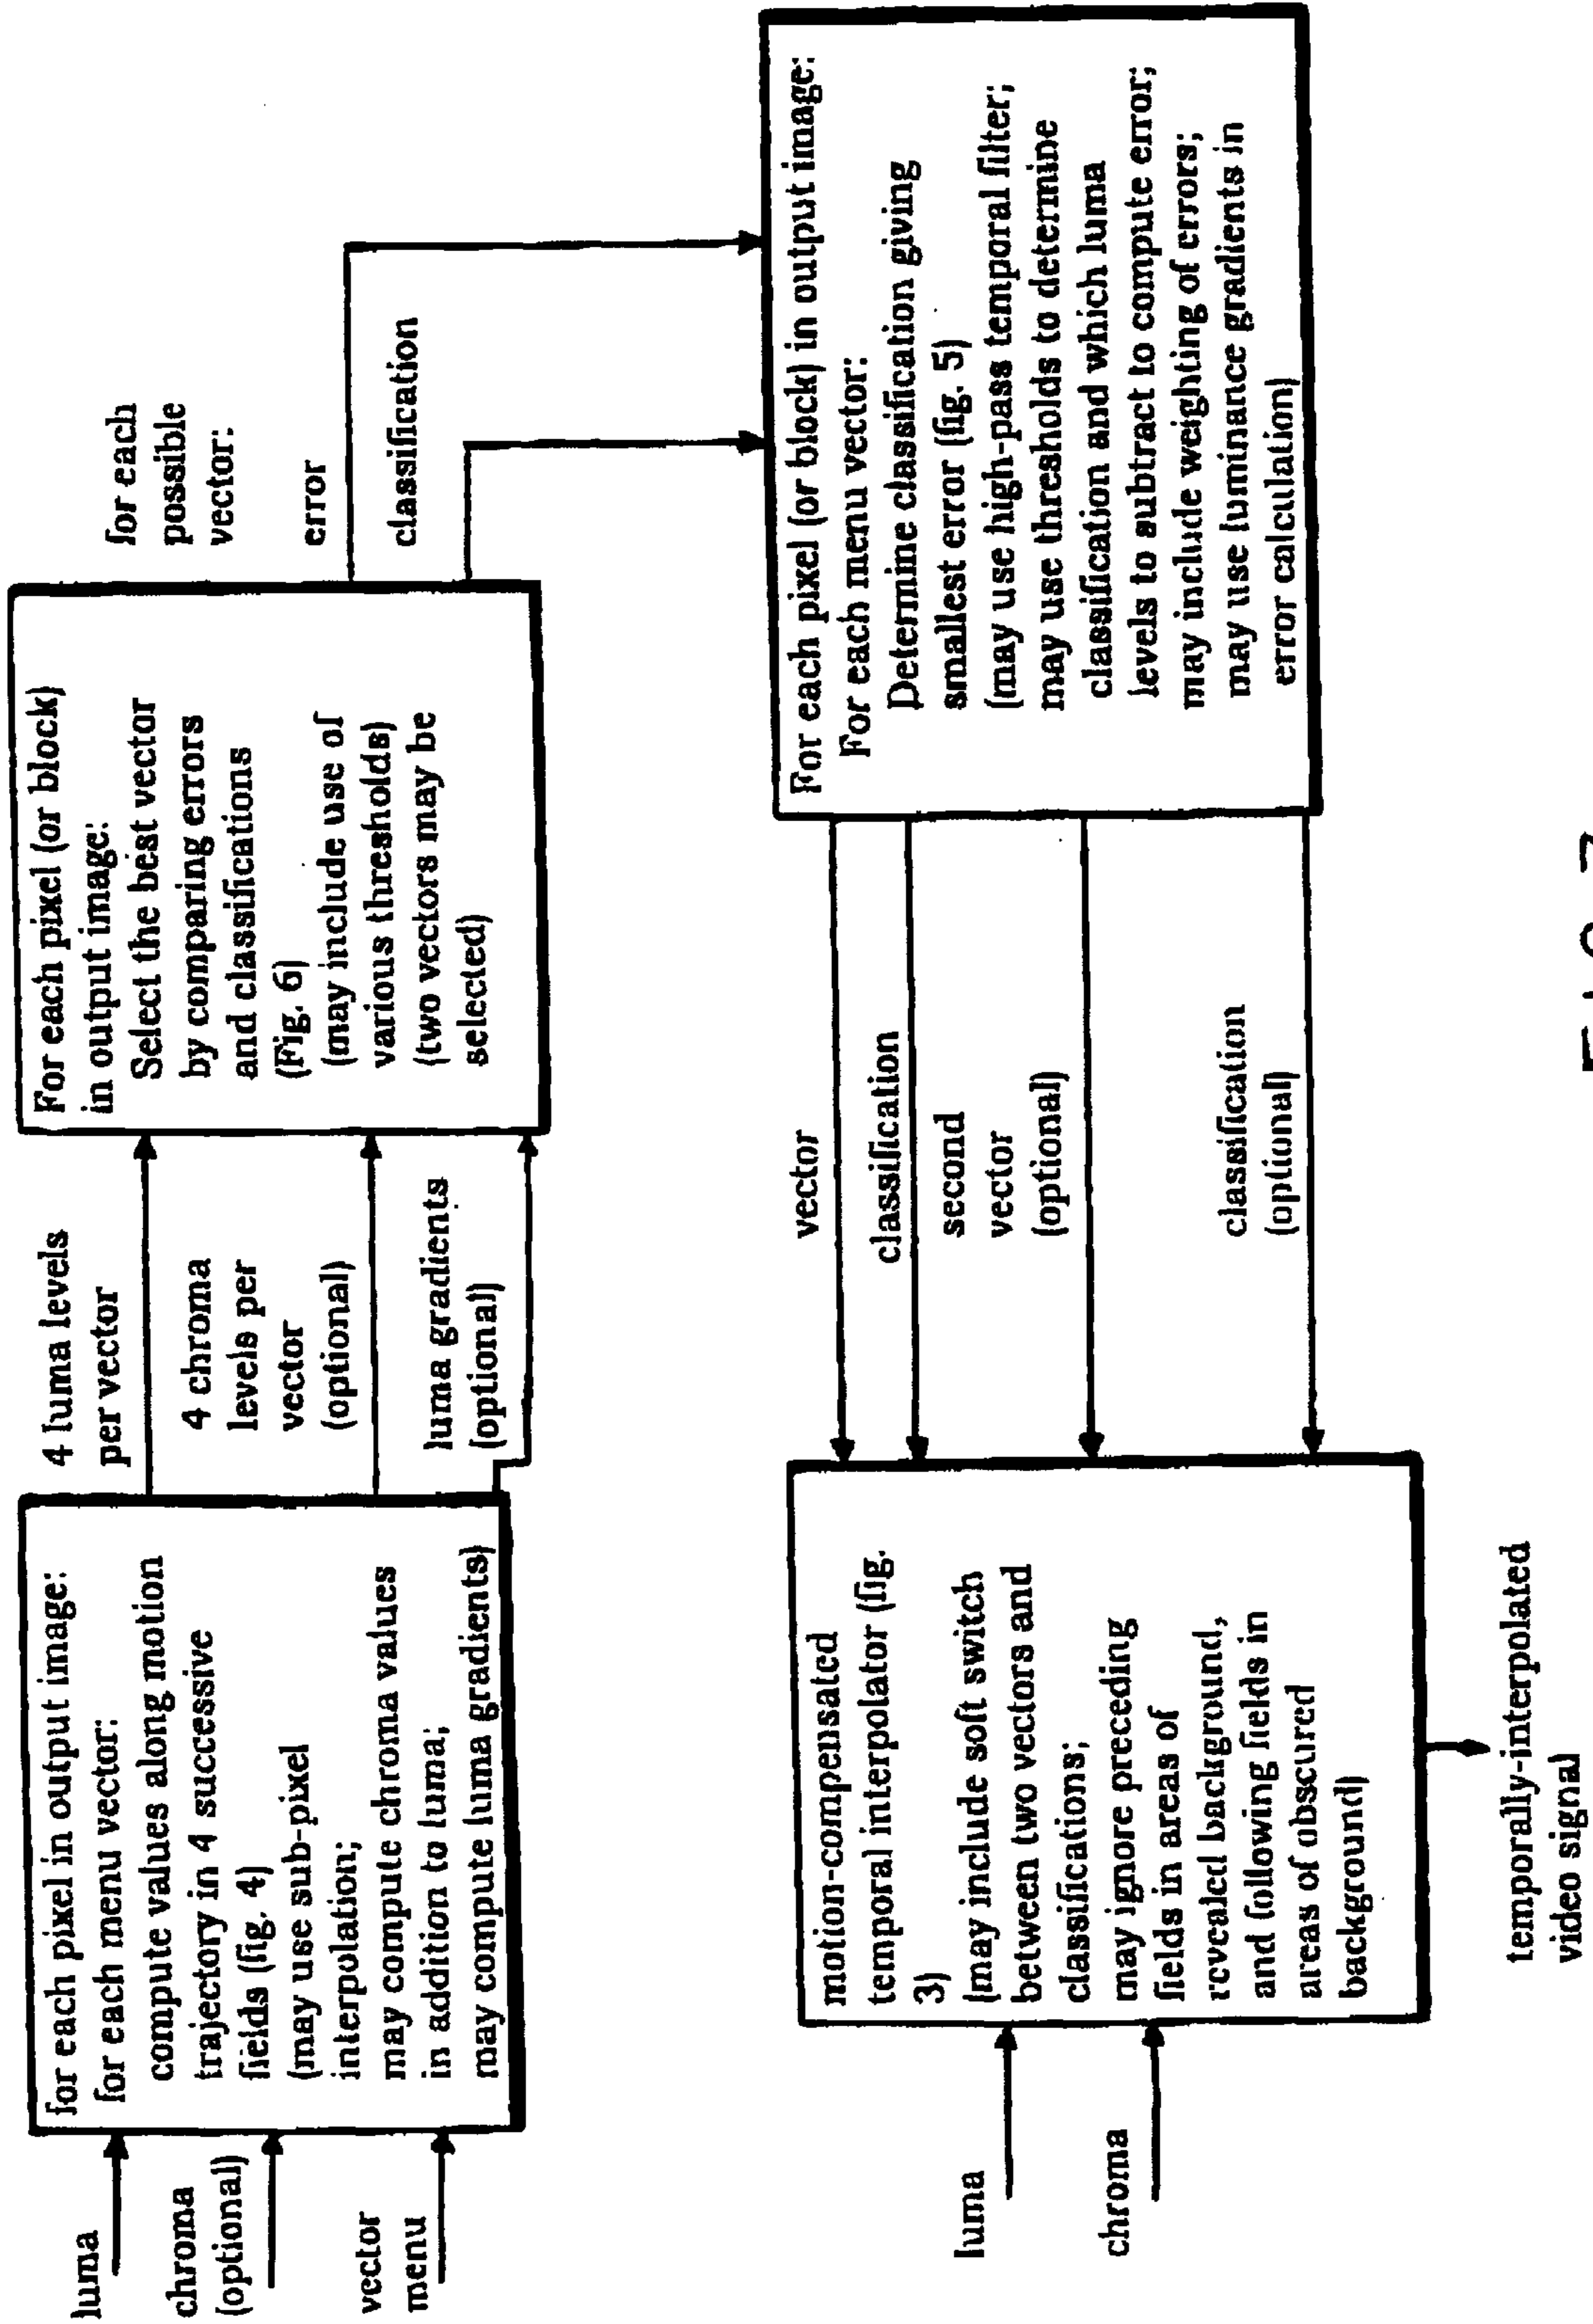 luma
chroma
(optional)
vector
menu
for each pixel in output image:
for each menu vector:
compute values along motion
trajectory in 4 successive
fields (fig. 4)
(may use sub-pixel
interpolation;
may compute chroma values
in addition to luma;
may compute luma gradients)
4 luma levels
per vector
4 chroma
levels per
vector
(optional)
luma gradients
(optional)
For each pixel (or block)
in output image:
Select the best vector
by comparing errors
and classifications
(Fig. 6)
(may include use of
various thresholds)
(two vectors may be
selected)
for each
possible
vector:
error
classification
For each pixel (or block) in output image:
For each menu vector:
Determine classification giving
smallest error (fig. 5)
(may use high-pass temporal filter;
may use thresholds to determine
classification and which luma
levels to subtract to compute error;
may include weighting of errors;
may use luminance gradients in
error calculation)
vector
classification
second
vector
(optional)
classification
(optional)
motion-compensated
temporal interpolator (fig.
3)
(may include soft switch
between two vectors and
classifications;
may ignore preceding
fields in areas of
revealed background,
and following fields in
areas of obscured
background)
luma
chroma
temporally-interpolated
video signal